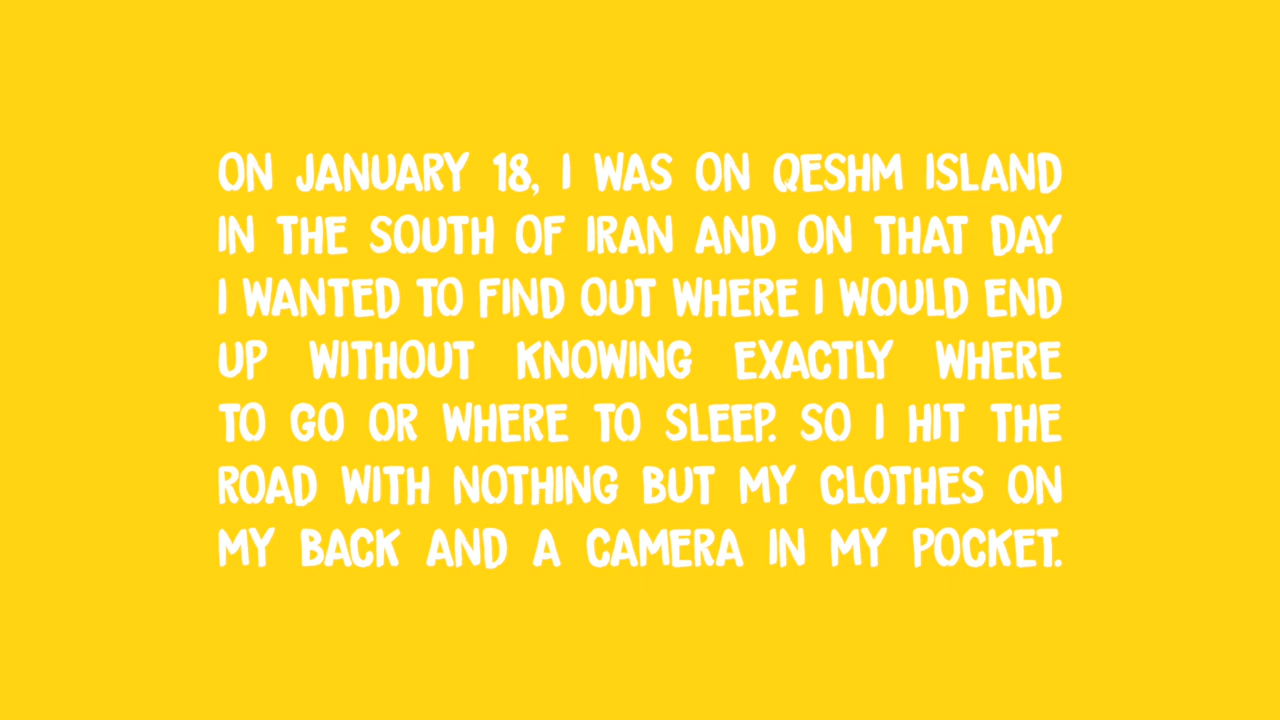 ON JANUARY 18, I WAS ON QESHM ISLAND
IN THE SOUTH OF IRAN AND ON THAT DAY
I WANTED TO FIND OUT WHERE I WOULD END
UP WITHOUT KNOWING EXACTLY WHERE
TO GO OR WHERE TO SLEEP. SO I HIT THE
ROAD WITH NOTHING BUT MY CLOTHES ON
MY BACK AND A CAMERA IN MY POCKET.